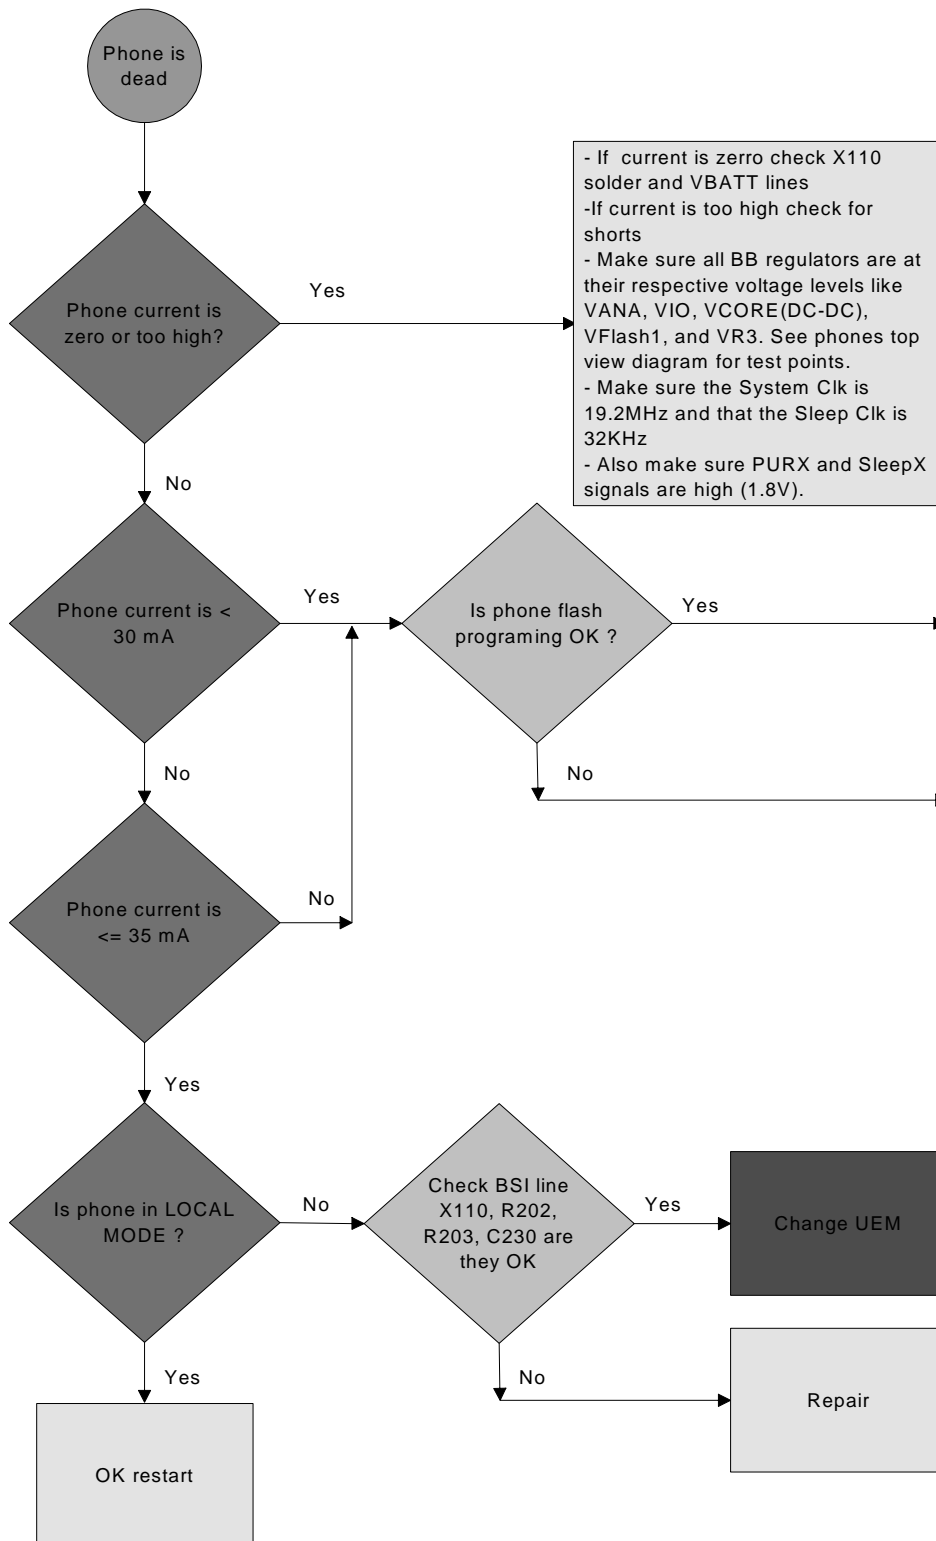 Phone is
dead
Phone current is
zero or too high?
Yes
- If current is zerro check X110
solder and VBATT lines
-If current is too high check for
shorts
- Make sure all BB regulators are at
their respective voltage levels like
VANA, VIO, VCORE(DC-DC),
VFlash1, and VR3. See phones top
view diagram for test points.
- Make sure the System Clk is
19.2MHz and that the Sleep Clk is
32KHz
- Also make sure PURX and SleepX
signals are high (1.8V).
No
Phone current is <
30 mA
Yes
Is phone flash
programing OK ?
Yes
No
No
Phone current is
<= 35 mA
No
Yes
Is phone in LOCAL
MODE ?
No
Check BSI line
X110, R202,
R203, C230 are
they OK
Yes
Change UEM
No
Repair
Yes
OK restart